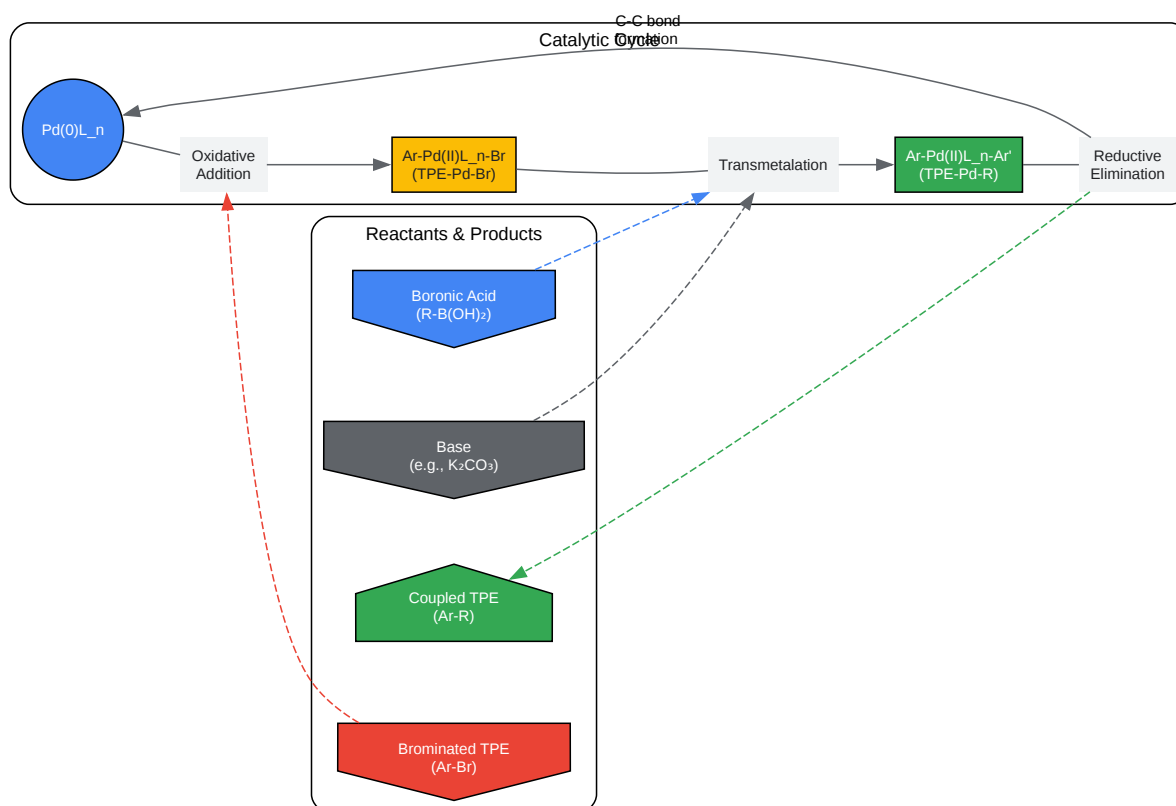 C-C bond
formation
Catalytic Cycle
Pd(0)L_n
Oxidative
Addition
Ar-Pd(II)L_n-Br
(TPE-Pd-Br)
Transmetalation
Ar-Pd(II)L_n-Ar'
(TPE-Pd-R)
Reductive
Elimination
Reactants & Products
Boronic Acid
(R-B(OH)₂)
Base
(e.g., K₂CO₃)
Coupled TPE
(Ar-R)
Brominated TPE
(Ar-Br)